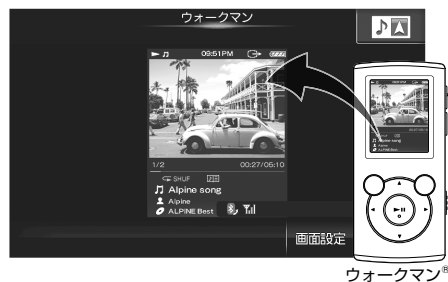 ウォークマン
09:51PM
1/2 00:27/05:10
SHUF
Alpine song
Alpine
ALPINE Best
画面設定
ウォークマン®